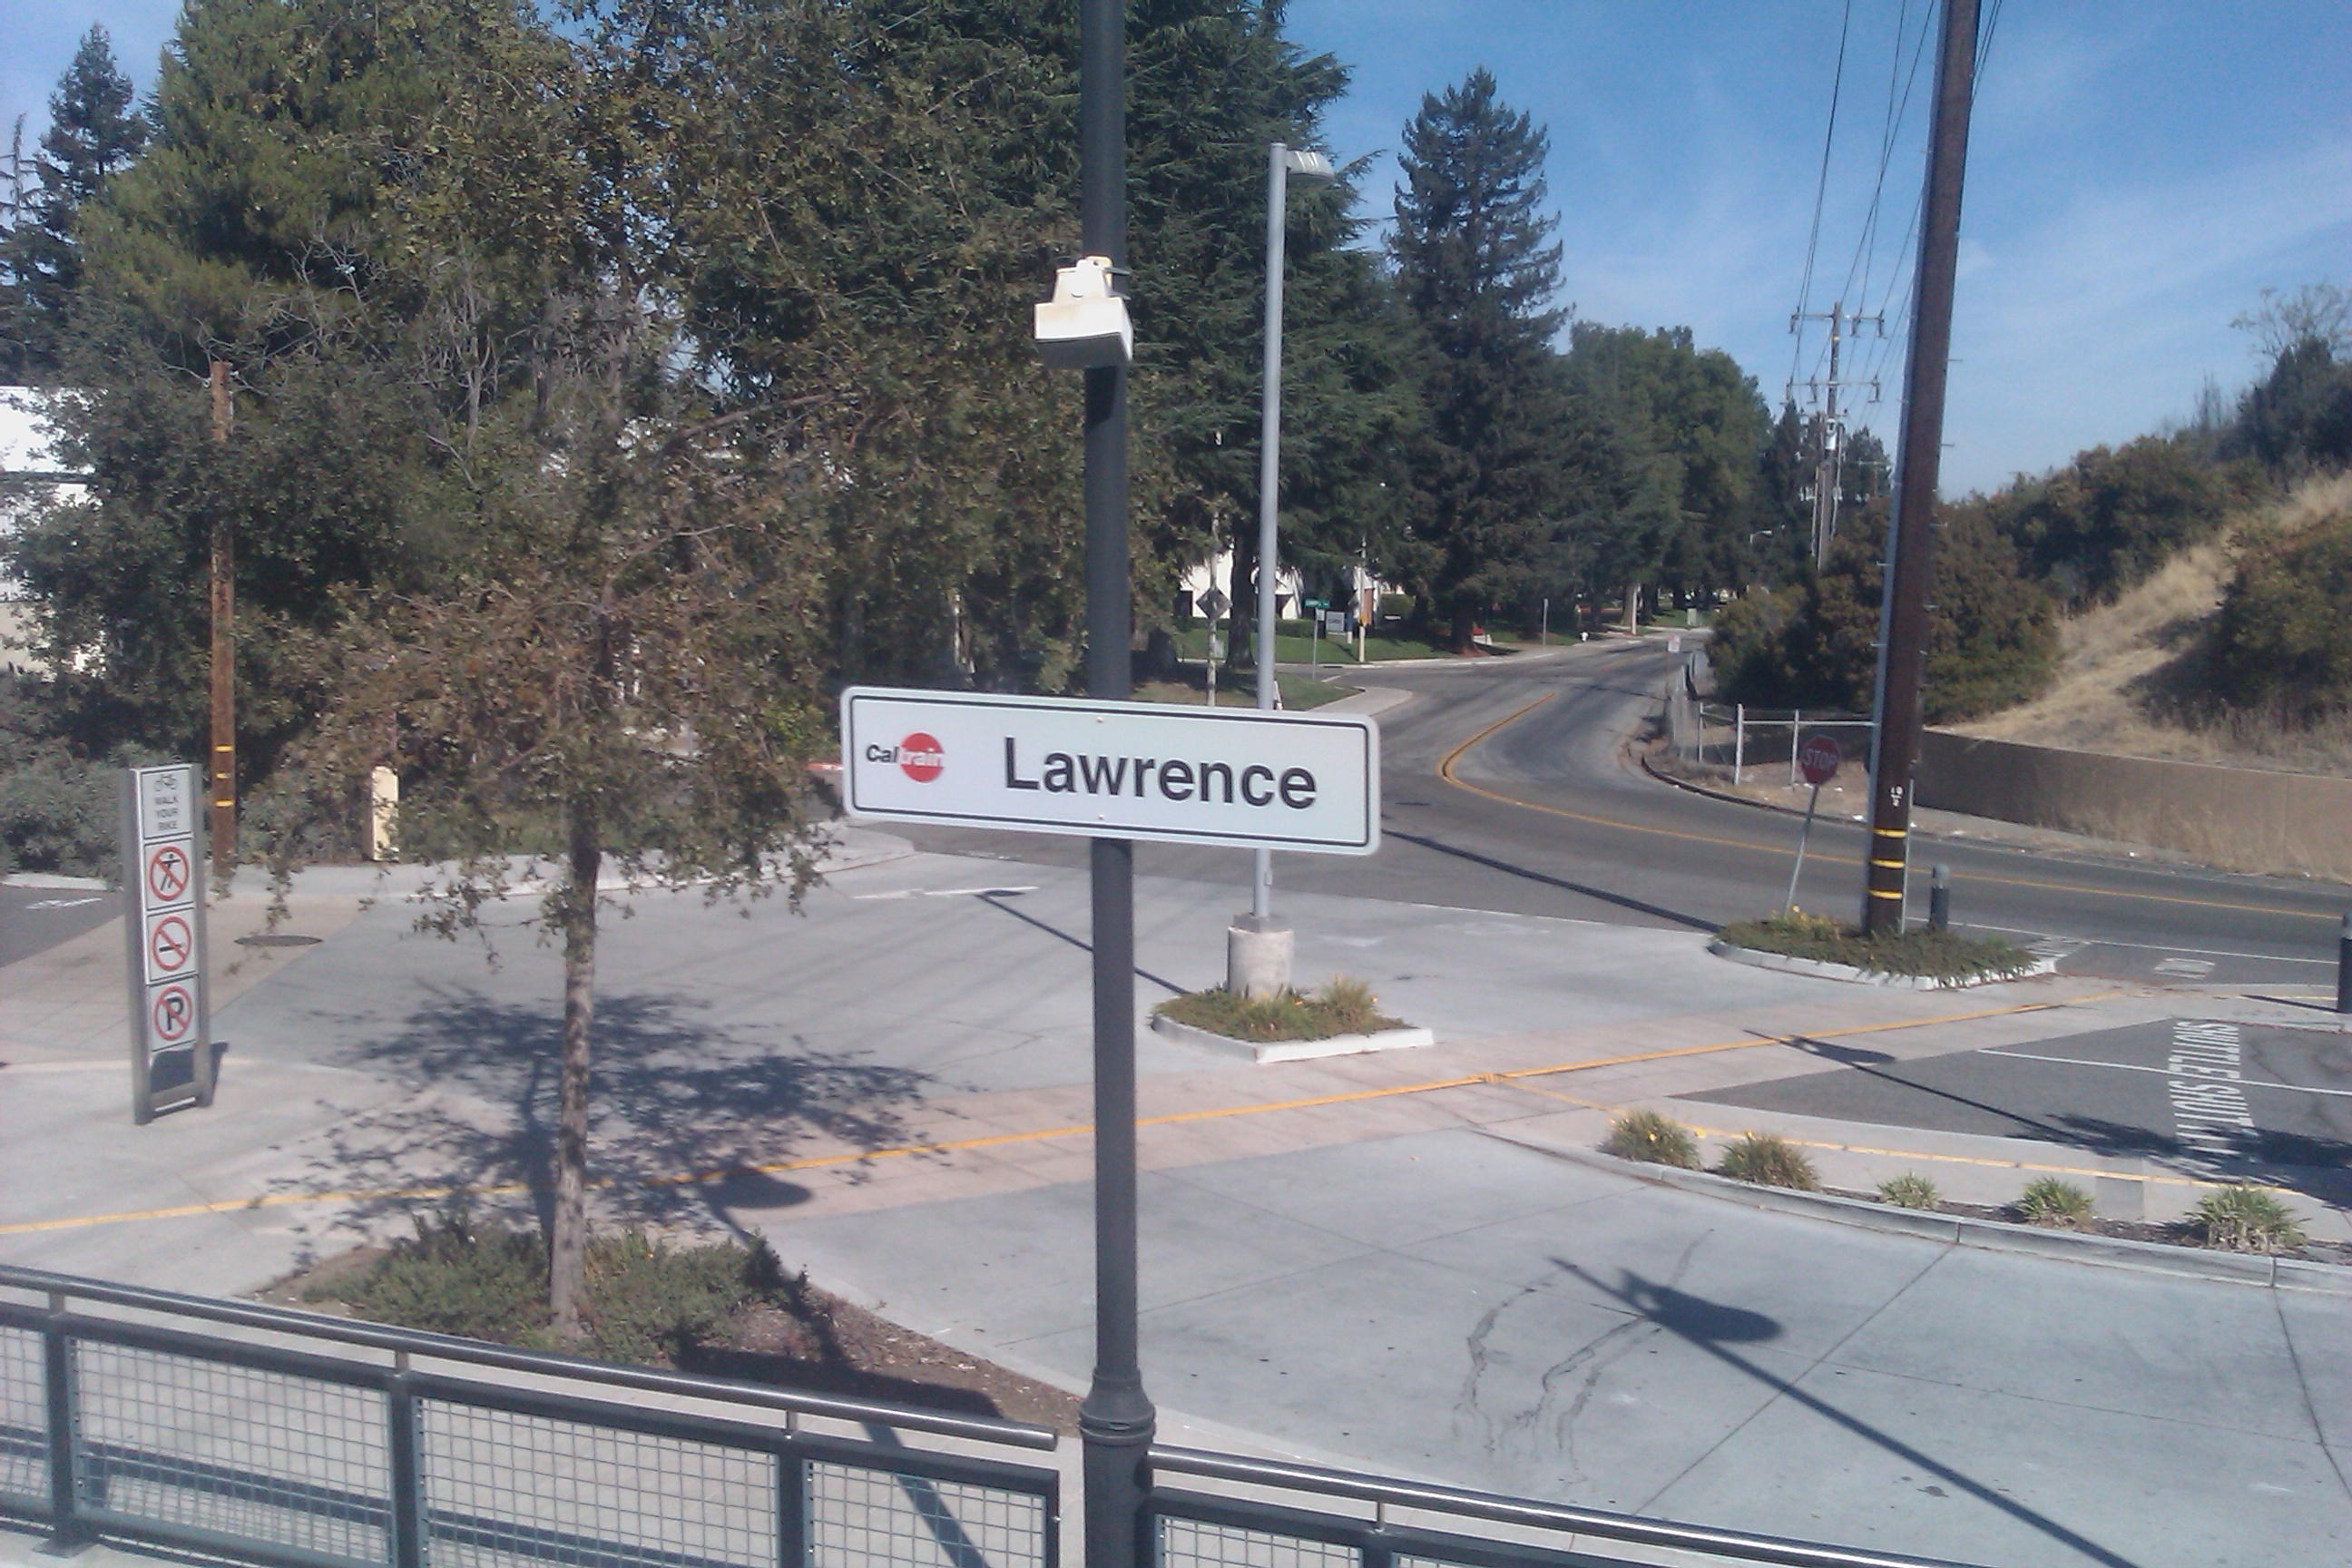 Caltrain
Lawrence
WALK
YOUR
BIKE
P
STOP
SHUTTLES ONLY